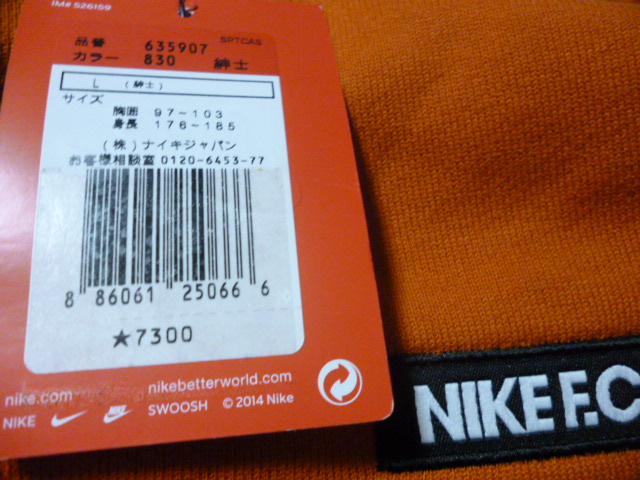 IM# 526159
SPTCAS
品番 635907
カラー 830 紳士
L (紳士)
サイズ
胸囲 97~103
身長 176~185
(株)ナイキジャパン
お客様相談室 0120-6453-77
8 86061 25066 6
★7300
nike.com nikebetterworld.com
NIKE SWOOSH © 2014 Nike
NIKE F.C